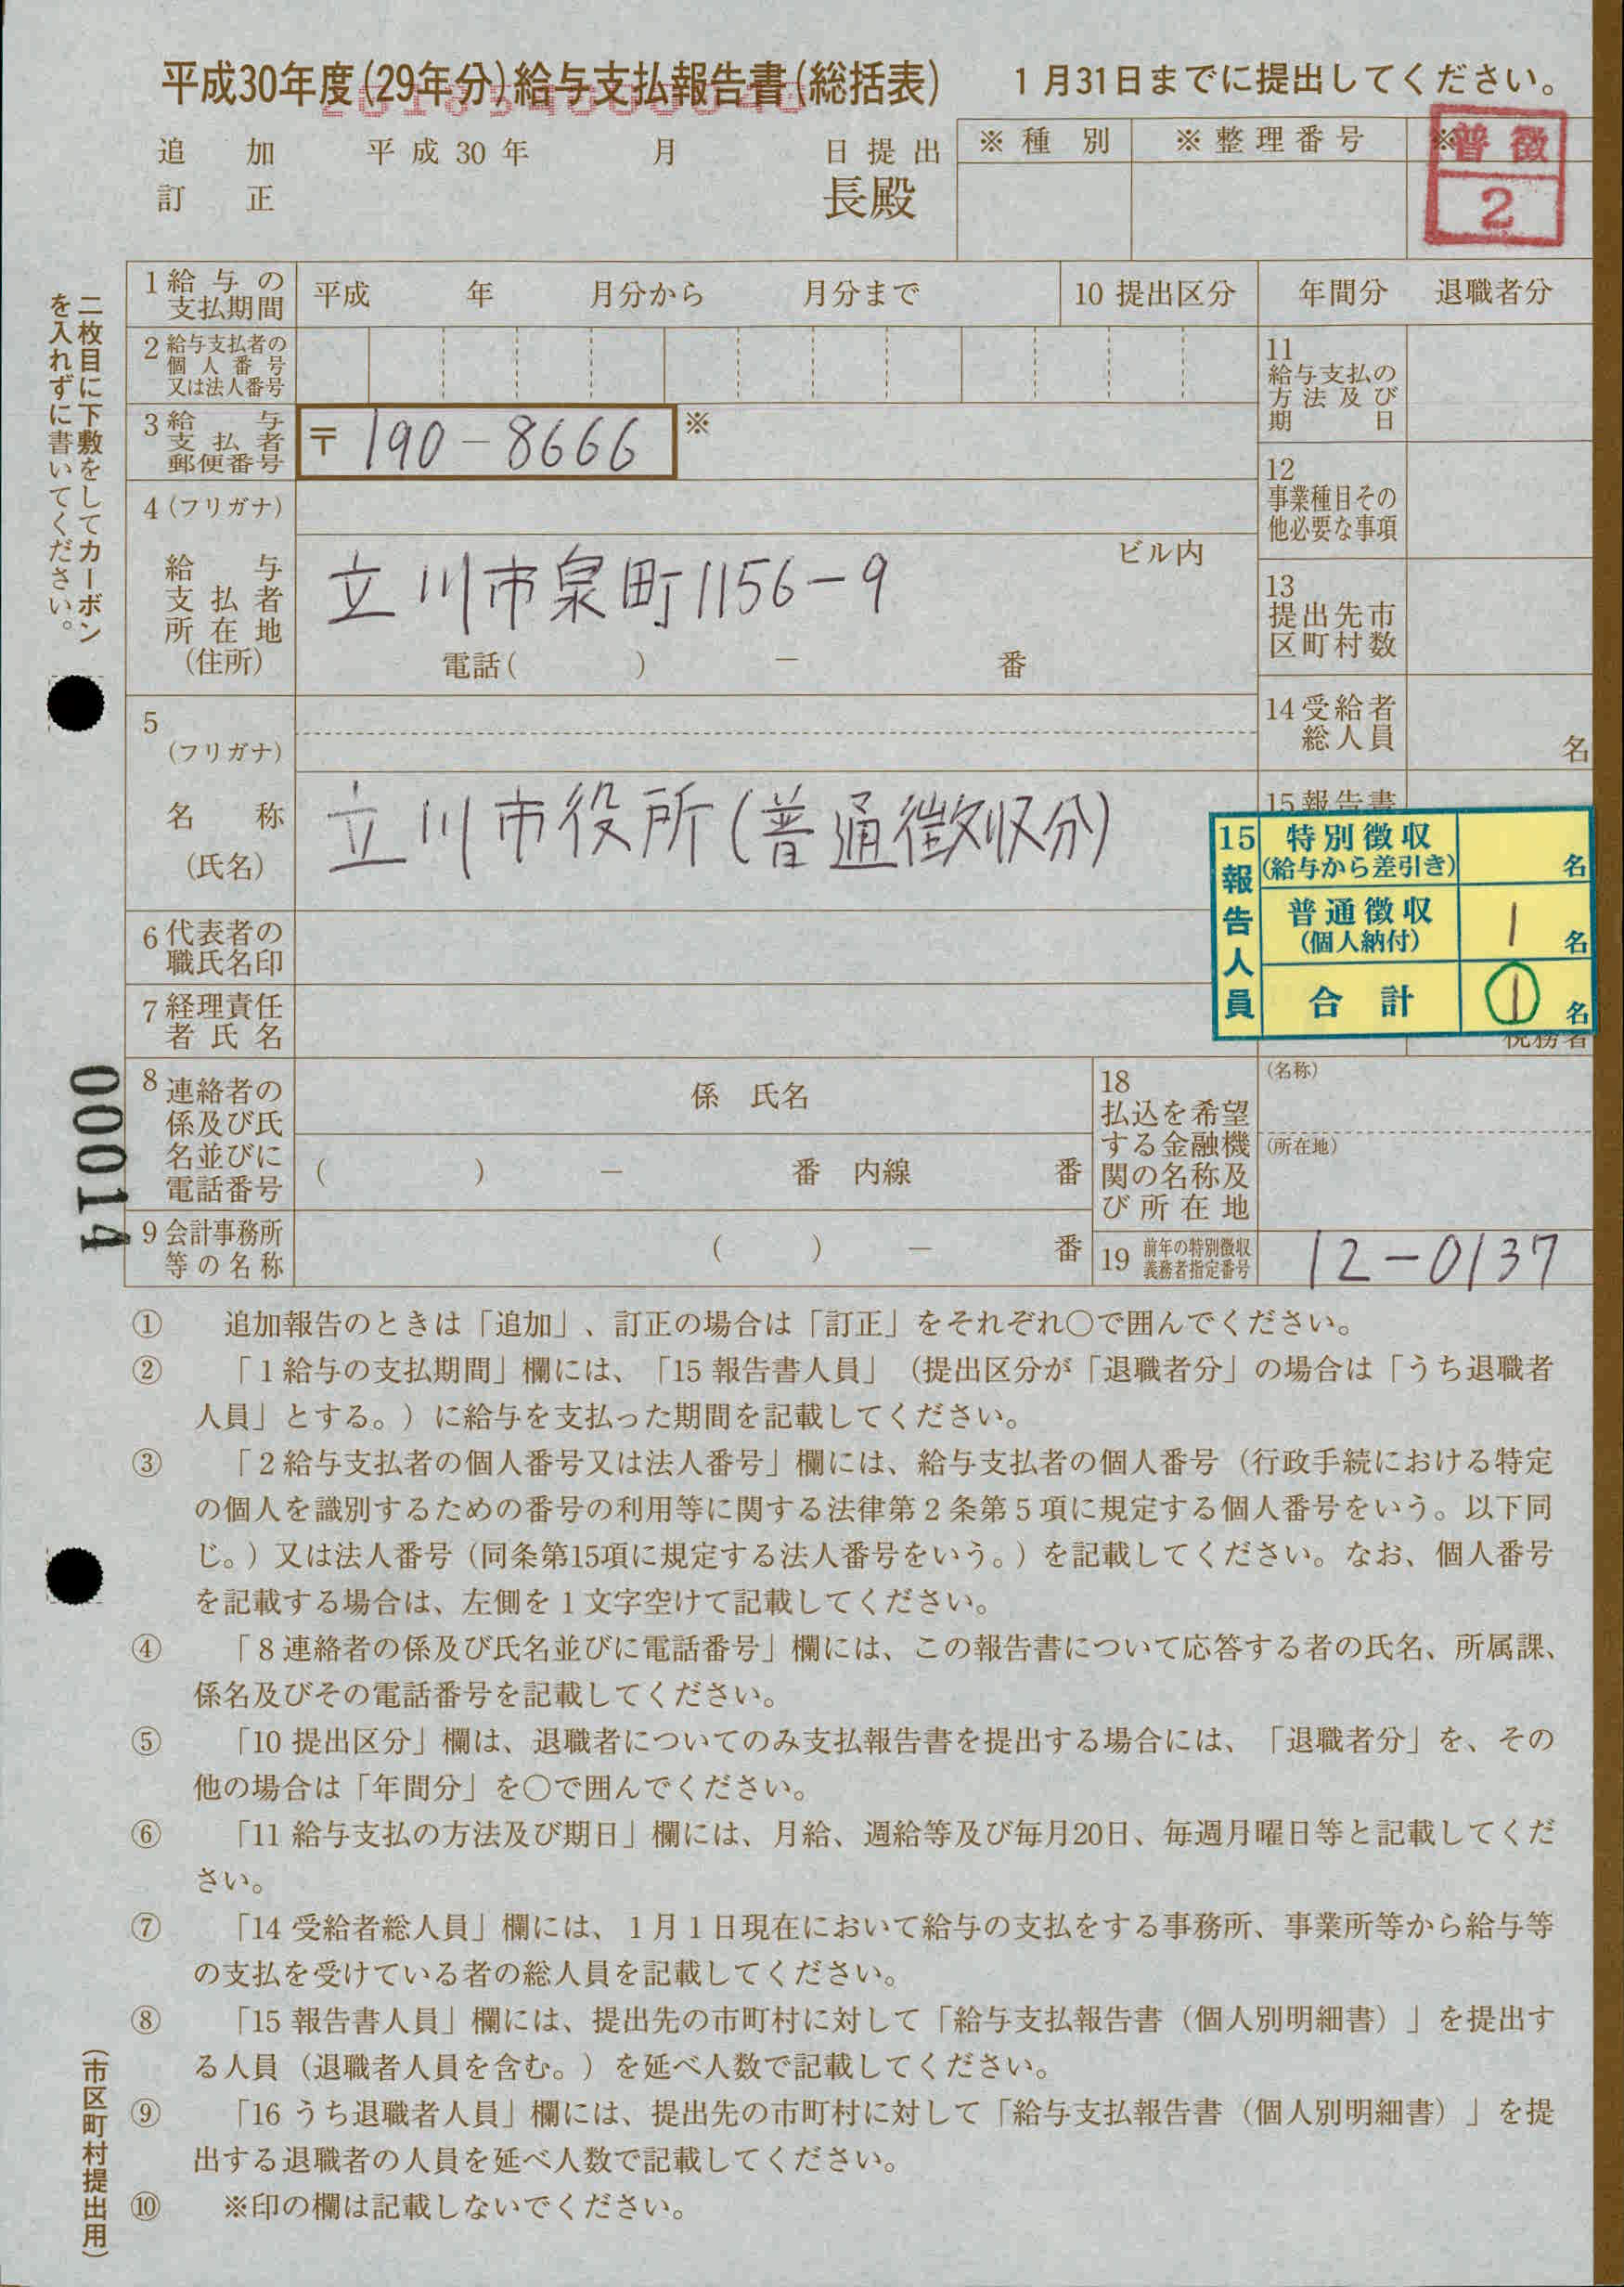 平成30年度(29年分)給与支払報告書(総括表) 1月31日までに提出してください。
追加 平成30年 月 日提出
訂正 長殿
※種別 ※整理番号 ※
普徴
2
1 給与の支払期間 平成 年 月分から 月分まで 10 提出区分 年間分 退職者分
2 給与支払者の個人番号又は法人番号
11 給与支払の方法及び期日
3 給与支払者郵便番号 〒 190-8666 ※
12 事業種目その他必要な事項
4 (フリガナ)
給与支払者所在地(住所) 立川市泉町1156-9 ビル内
電話( ) - 番
13 提出先市区町村数
14 受給者総人員 名
5 (フリガナ)
名称(氏名) 立川市役所(普通徴収分)
15 報告書
15 報告人員
特別徴収(給与から差引き) 名
普通徴収(個人納付) 1 名
合計 1 名
6 代表者の職氏名印
7 経理責任者氏名
税務署
8 連絡者の係及び氏名並びに電話番号 係 氏名
( ) - 番 内線 番
18 払込を希望する金融機関の名称及び所在地 (名称)
(所在地)
9 会計事務所等の名称 ( ) - 番
19 前年の特別徴収義務者指定番号 12-0137
二枚目に下敷をしてカーボン
を入れずに書いてください。
00014
① 追加報告のときは「追加」、訂正の場合は「訂正」をそれぞれ○で囲んでください。
② 「1給与の支払期間」欄には、「15 報告書人員」(提出区分が「退職者分」の場合は「うち退職者
人員」とする。)に給与を支払った期間を記載してください。
③ 「2給与支払者の個人番号又は法人番号」欄には、給与支払者の個人番号(行政手続における特定
の個人を識別するための番号の利用等に関する法律第2条第5項に規定する個人番号をいう。以下同
じ。)又は法人番号(同条第15項に規定する法人番号をいう。)を記載してください。なお、個人番号
を記載する場合は、左側を1文字空けて記載してください。
④ 「8連絡者の係及び氏名並びに電話番号」欄には、この報告書について応答する者の氏名、所属課、
係名及びその電話番号を記載してください。
⑤ 「10 提出区分」欄は、退職者についてのみ支払報告書を提出する場合には、「退職者分」を、その
他の場合は「年間分」を○で囲んでください。
⑥ 「11 給与支払の方法及び期日」欄には、月給、週給等及び毎月20日、毎週月曜日等と記載してくだ
さい。
⑦ 「14 受給者総人員」欄には、1月1日現在において給与の支払をする事務所、事業所等から給与等
の支払を受けている者の総人員を記載してください。
⑧ 「15 報告書人員」欄には、提出先の市町村に対して「給与支払報告書(個人別明細書)」を提出す
る人員(退職者人員を含む。)を延べ人数で記載してください。
⑨ 「16 うち退職者人員」欄には、提出先の市町村に対して「給与支払報告書(個人別明細書)」を提
出する退職者の人員を延べ人数で記載してください。
⑩ ※印の欄は記載しないでください。
(市区町村提出用)